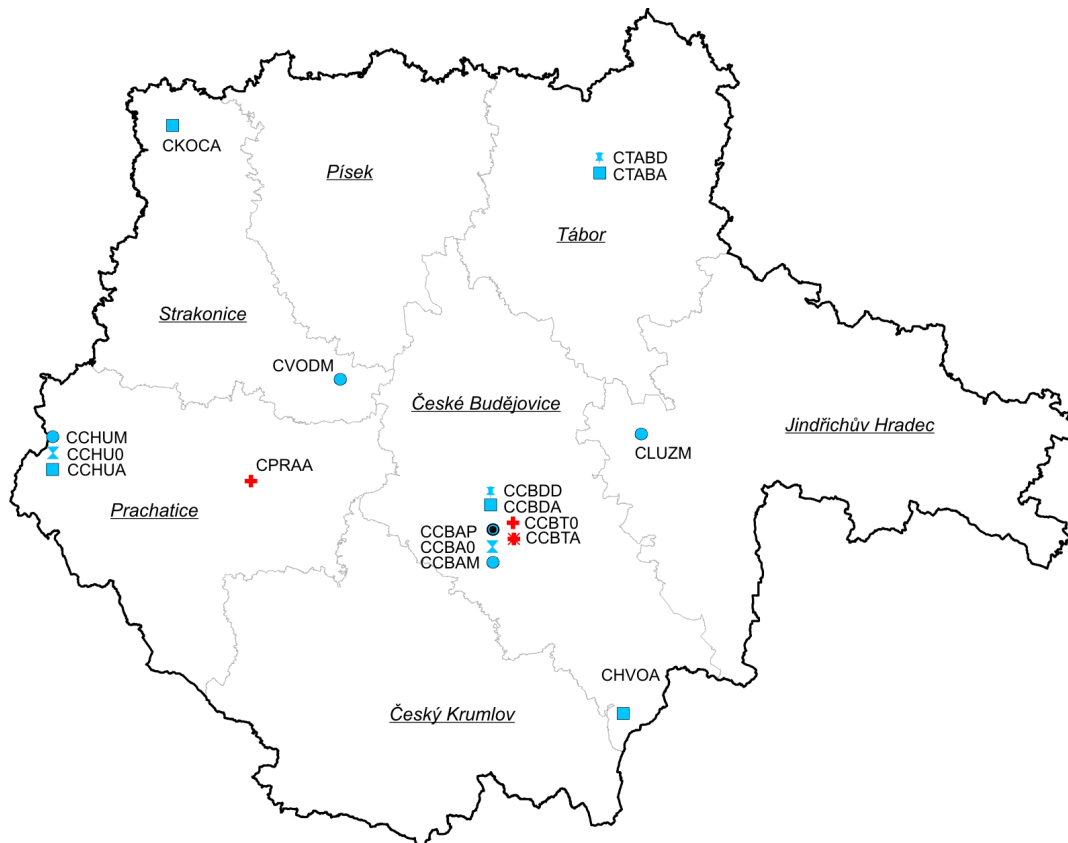 CKOCA
Písek
CTABD
CTABA
Tábor
Strakonice
CVODM
České Budějovice
Jindřichův Hradec
CCHUM
CCHU0
CCHUA
CPRAA
CLUZM
Prachatice
CCBDD
CCBDA
CCBAP
CCBT0
CCBA0
CCBTA
CCBAM
CHVOA
Český Krumlov